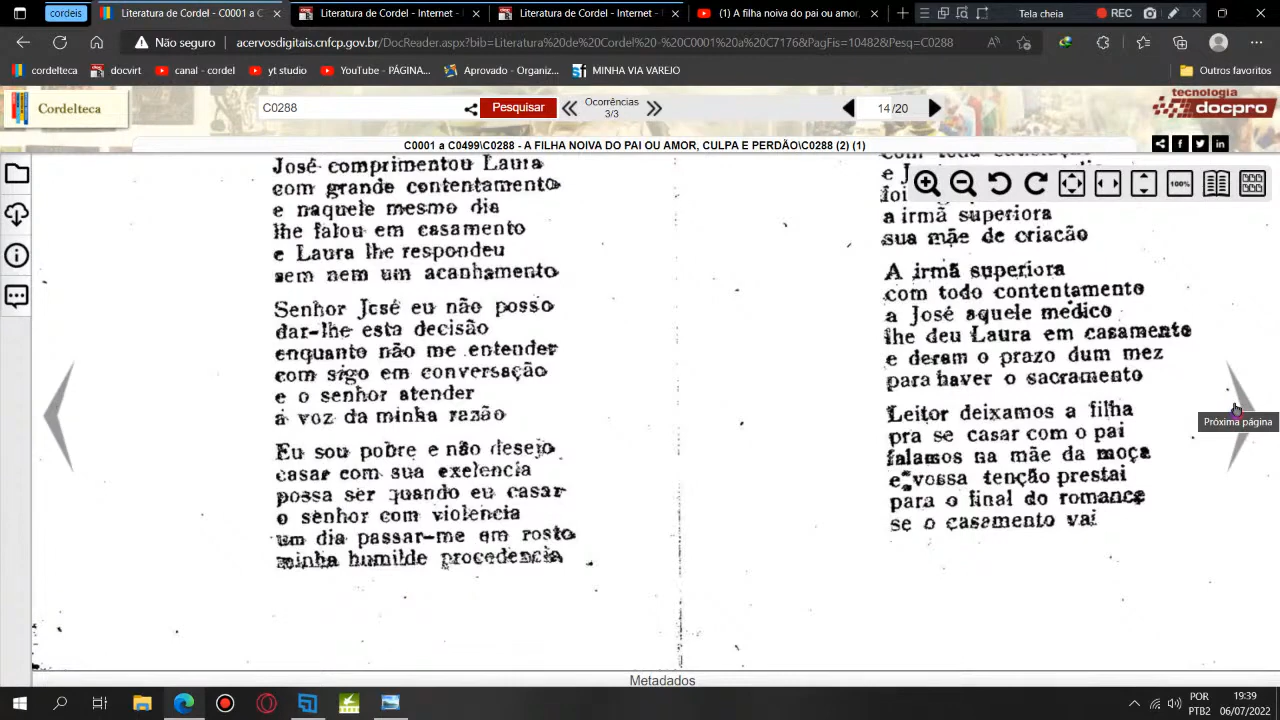 cordeis
Literatura de Cordel - C0001 a C
Literatura de Cordel - Internet -
Literatura de Cordel - Internet -
(1) A filha noiva do pai ou amor,
Tela cheia
REC
Não seguro
acervosdigitais.cnfcp.gov.br/DocReader.aspx?bib=Literatura%20de%20Cordel%20-%20C0001%20a%20C7176&PagFis=10482&Pesq=C0288
cordelteca
docvirt
canal - cordel
yt studio
YouTube - PÁGINA...
Aprovado - Organiz...
MINHA VIA VAREJO
Outros favoritos
Cordelteca
C0288
Pesquisar
Ocorrências
3/3
14/20
tecnologia
docpro
C0001 a C0499\C0288 - A FILHA NOIVA DO PAI OU AMOR, CULPA E PERDÃO\C0288 (2) (1)
José comprimentou Laura
com grande contentamento
e naquele mesmo dia
lhe falou em casamento
e Laura lhe respondeu
sem nem um acanhamento
Senhor José eu não posso
dar-lhe esta decisão
enquanto não me entender
com sigo em conversação
e o senhor atender
á voz da minha razão
Eu sou pobre e não desejo
casar com sua exelencia
possa ser quando eu casar
o senhor com violencia
um dia passar-me em rosto
minha humilde procedencia
com toda
e J
foi
a irmã superiora
sua mãe de criacão
A irmã superiora
com todo contentamento
a José aquele medico
lhe deu Laura em casamento
e deram o prazo dum mez
para haver o sacramento
Leitor deixamos a filha
pra se casar com o pai
falamos na mãe da moça
e vossa tenção prestai
para o final do romance
se o casamento vai
100%
Próxima página
Metadados
POR
PTB2
19:39
06/07/2022